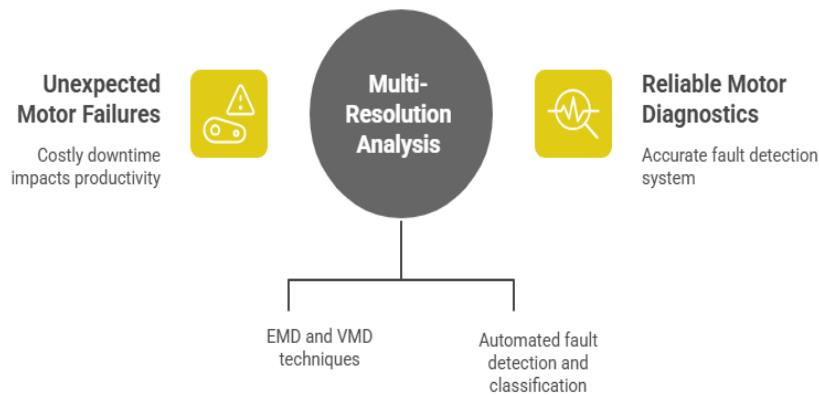 Unexpected
Motor Failures
Costly downtime
impacts productivity
Multi-
Resolution
Analysis
Reliable Motor
Diagnostics
Accurate fault detection
system
EMD and VMD
techniques
Automated fault
detection and
classification